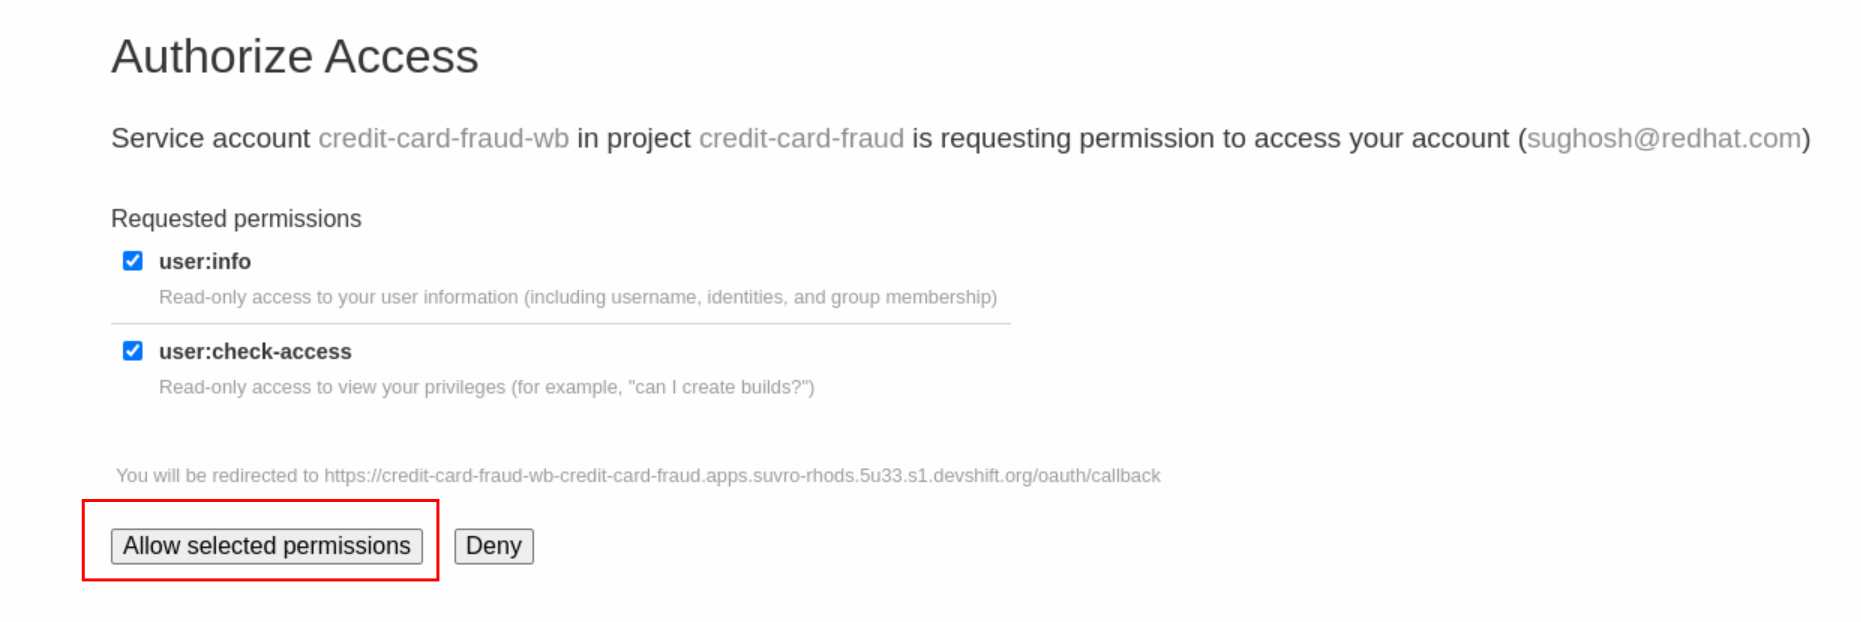 Authorize Access
Service account credit-card-fraud-wb in project credit-card-fraud is requesting permission to access your account (sughosh@redhat.com)
Requested permissions
user:info
Read-only access to your user information (including username, identities, and group membership)
user:check-access
Read-only access to view your privileges (for example, "can I create builds?")
You will be redirected to https://credit-card-fraud-wb-credit-card-fraud.apps.suvro-rhods.5u33.s1.devshift.org/oauth/callback
Allow selected permissions Deny